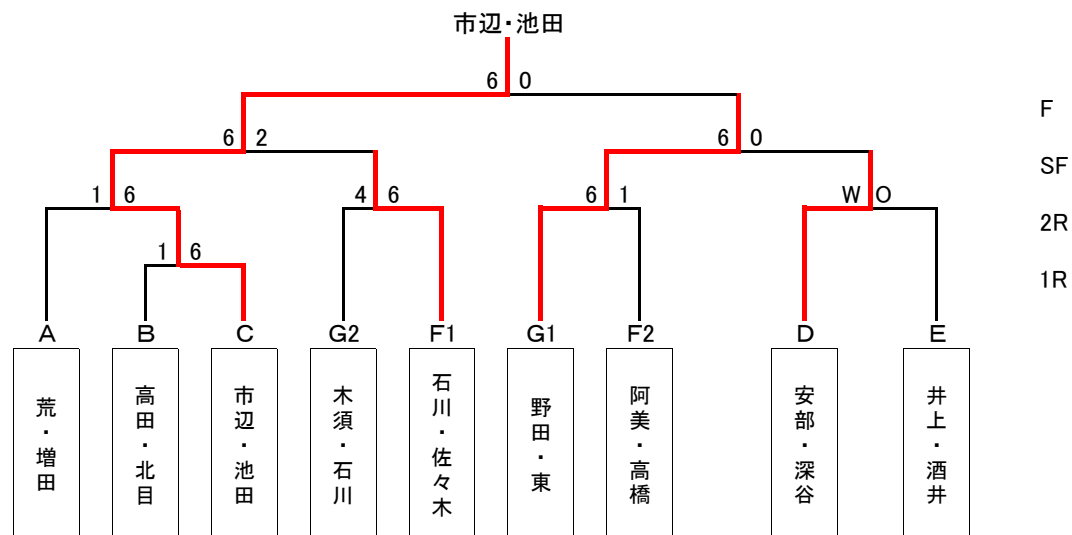 市辺・池田
6 0
F
6 2
6 0
SF
1 6
4 6
6 1
W O
2R
1 6
1R
A B C G2 F1 G1 F2 D E
荒・増田
高田・北目
市辺・池田
木須・石川
石川・佐々木
野田・東
阿美・高橋
安部・深谷
井上・酒井